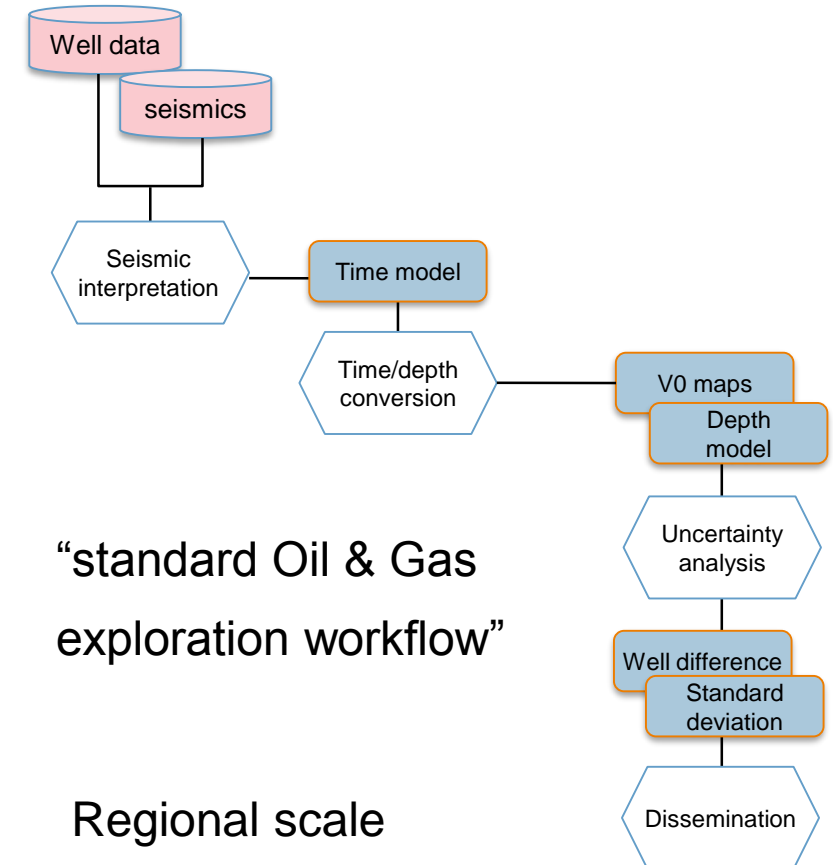 Well data
seismics
Seismic
interpretation
Time model
Time/depth
conversion
V0 maps
Depth
model
Uncertainty
analysis
“standard Oil & Gas
exploration workflow”
Well difference
Standard
deviation
Regional scale
Dissemination